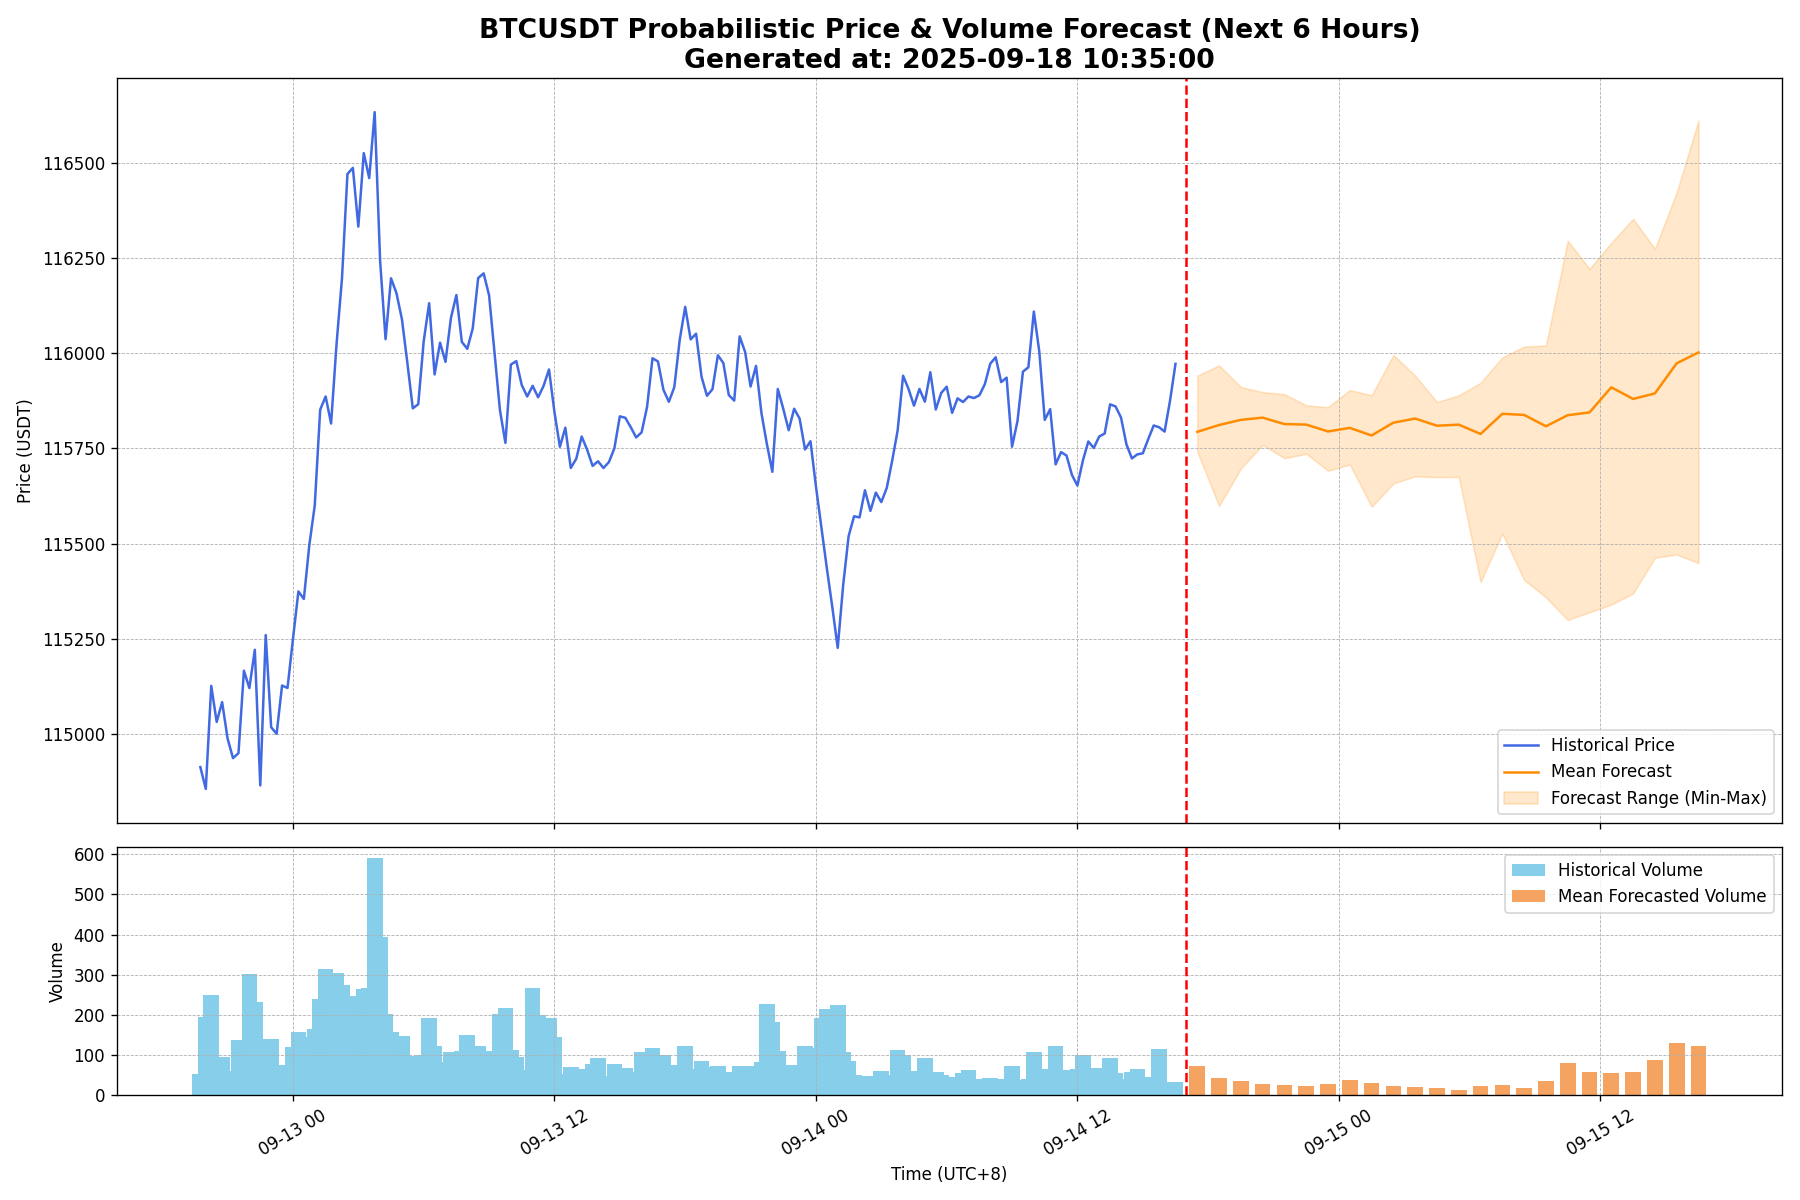 BTCUSDT Probabilistic Price & Volume Forecast (Next 6 Hours)
Generated at: 2025-09-18 10:35:00
Price (USDT)
116500
116250
116000
115750
115500
115250
115000
Historical Price
Mean Forecast
Forecast Range (Min-Max)
Volume
600
500
400
300
200
100
0
Historical Volume
Mean Forecasted Volume
09-13 00
09-13 12
09-14 00
09-14 12
09-15 00
09-15 12
Time (UTC+8)